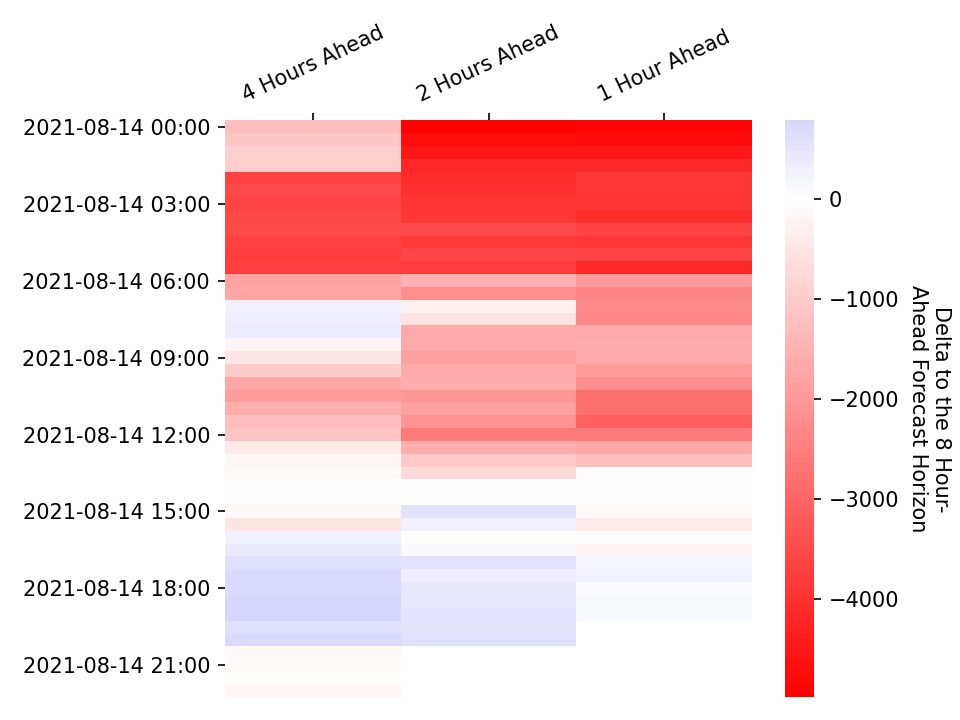 4 Hours Ahead
2 Hours Ahead
1 Hour Ahead
2021-08-14 00:00
2021-08-14 03:00
2021-08-14 06:00
2021-08-14 09:00
2021-08-14 12:00
2021-08-14 15:00
2021-08-14 18:00
2021-08-14 21:00
0
−1000
−2000
−3000
−4000
Delta to the 8 Hour-
Ahead Forecast Horizon